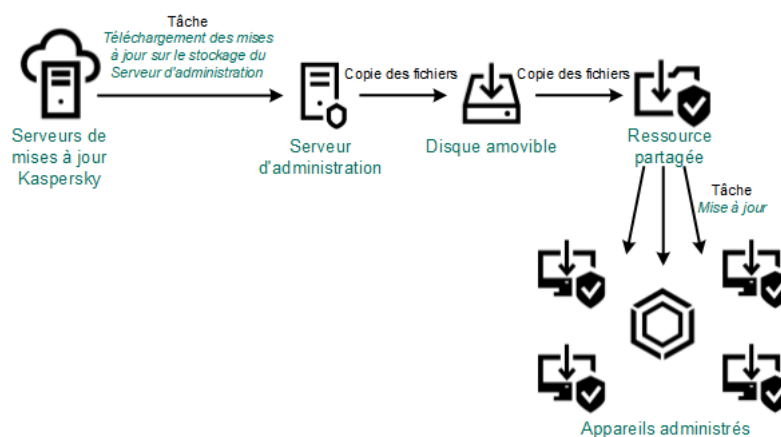 Tâche
Téléchargement des mises
à jour sur le stockage du
Serveur d'administration
Copie des fichiers
Copie des fichiers
Serveurs de
mises à jour
Kaspersky
Serveur
d'administration
Disque amovible
Ressource
partagée
Tâche
Mise à jour
Appareils administrés